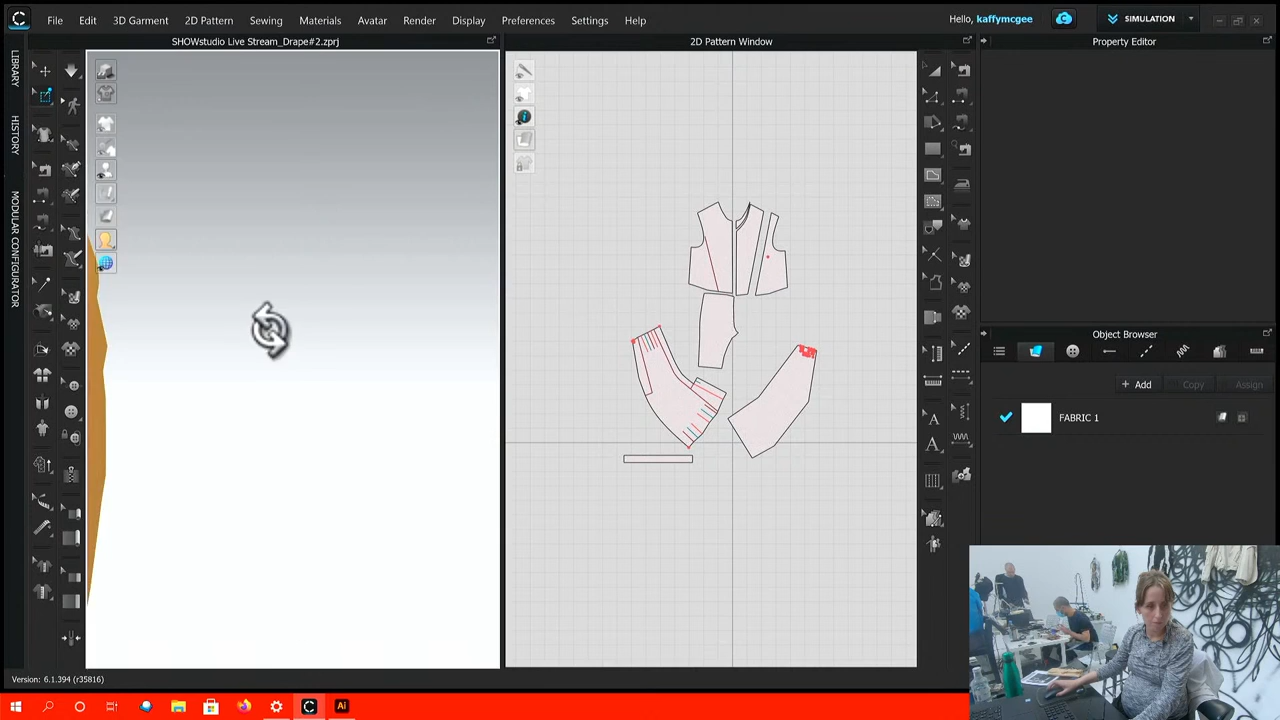 File Edit 3D Garment 2D Pattern Sewing Materials Avatar Render Display Preferences Settings Help
Hello, kaffymcgee
SIMULATION
SHOWstudio Live Stream_Drape#2.zprj
2D Pattern Window
Property Editor
LIBRARY
HISTORY
MODULAR CONFIGURATOR
Object Browser
+ Add Copy Assign
FABRIC 1
Version: 6.1.394 (r35816)
Ai